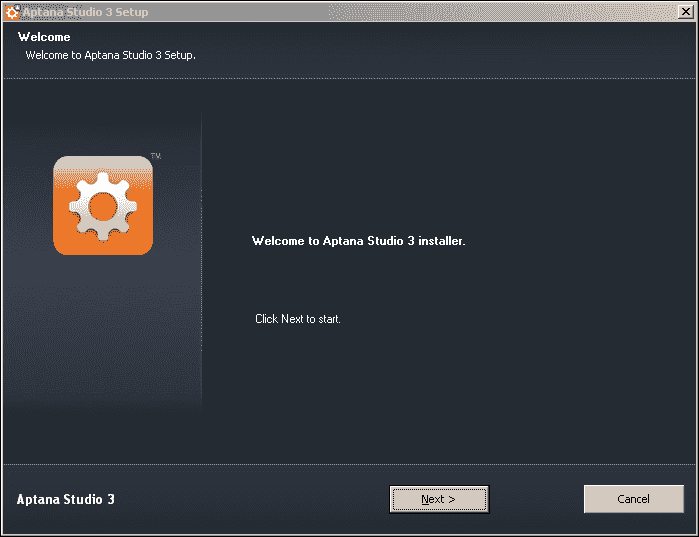 Aptana Studio 3 Setup
Welcome
Welcome to Aptana Studio 3 Setup.
TM
Welcome to Aptana Studio 3 installer.
Click Next to start.
Aptana Studio 3
Next >
Cancel